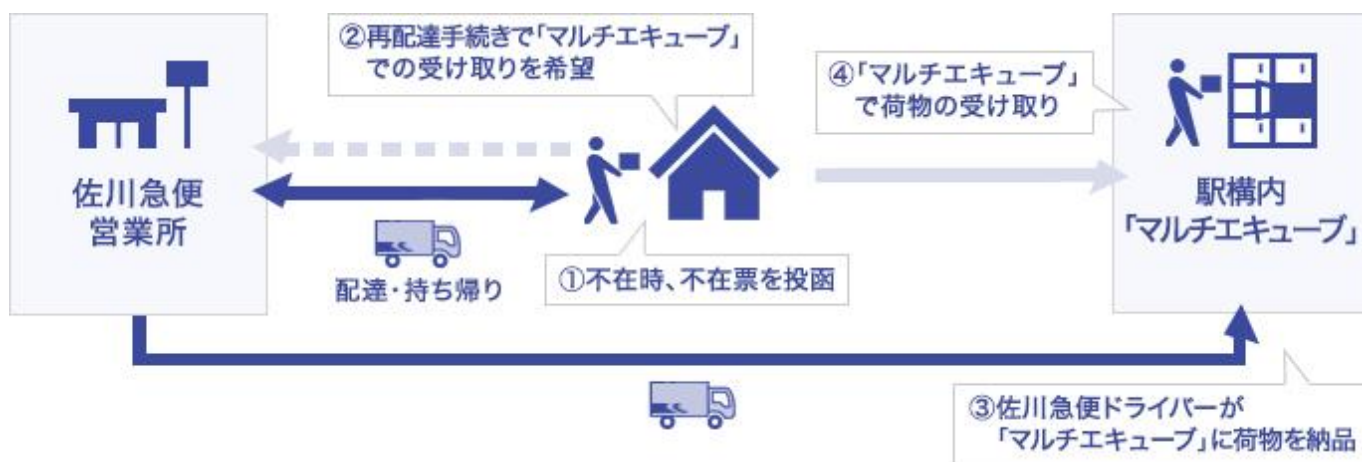 ②再配達手続きで「マルチエキューブ」
での受け取りを希望
④「マルチエキューブ」
で荷物の受け取り
佐川急便
営業所
駅構内
「マルチエキューブ」
配達・持ち帰り
①不在時、不在票を投函
③佐川急便ドライバーが
「マルチエキューブ」に荷物を納品